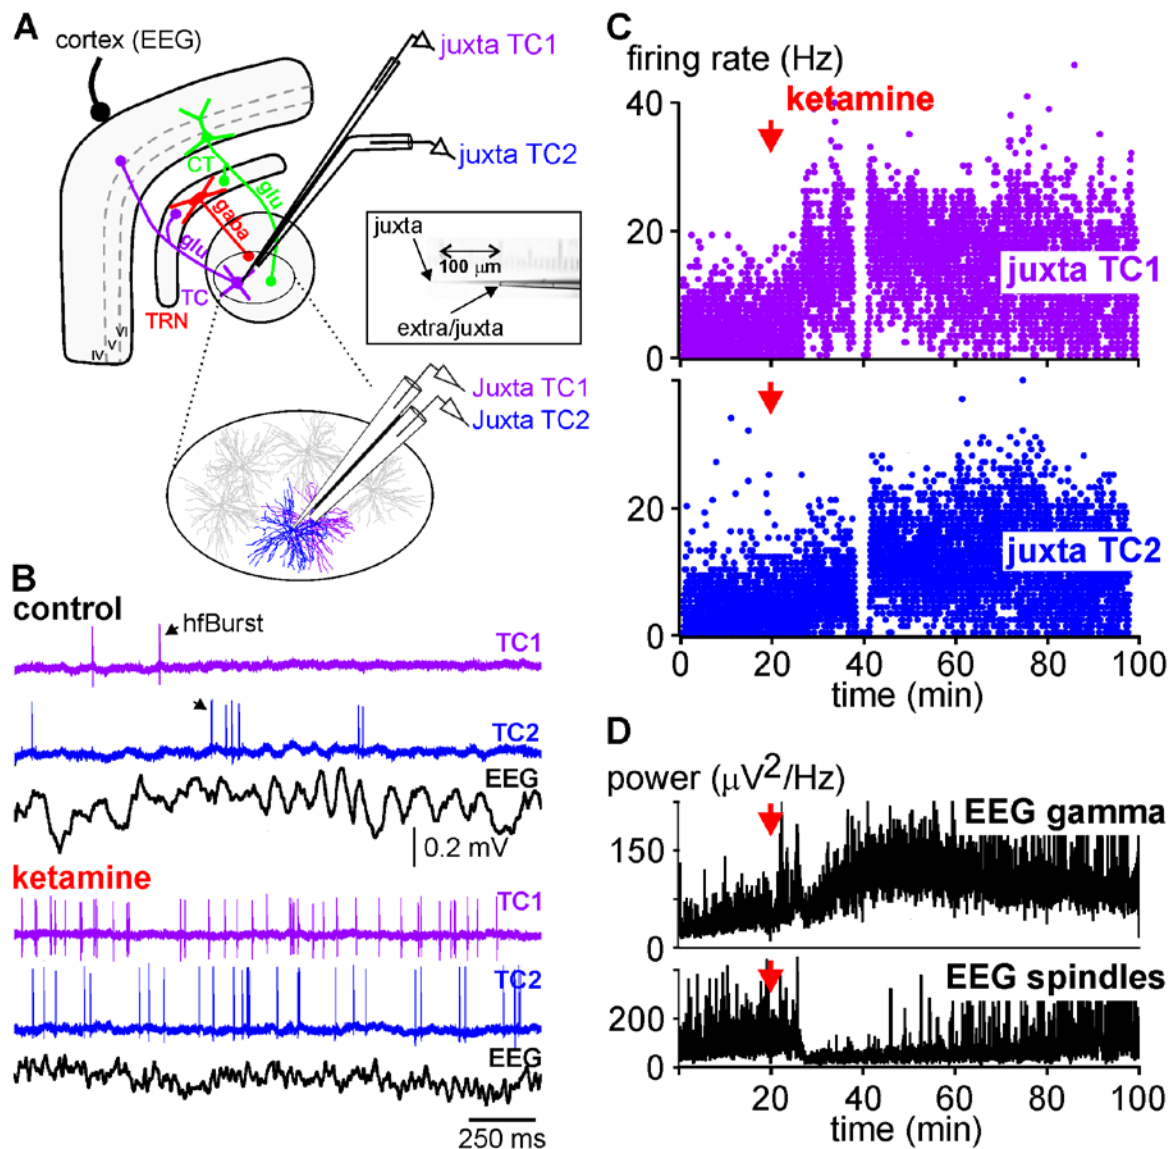 A
cortex (EEG)
juxta TC1
juxta TC2
CT
glu
gaba
glu
TC
TRN
VI
V
IV
juxta
100 μm
extra/juxta
Juxta TC1
Juxta TC2
B
control
hfBurst
TC1
TC2
EEG
0.2 mV
ketamine
TC1
TC2
EEG
250 ms
C
firing rate (Hz)
ketamine
40
20
0
juxta TC1
20
0
juxta TC2
0 20 40 60 80 100
time (min)
D
power (μV²/Hz)
EEG gamma
150
0
EEG spindles
200
0
20 40 60 80 100
time (min)